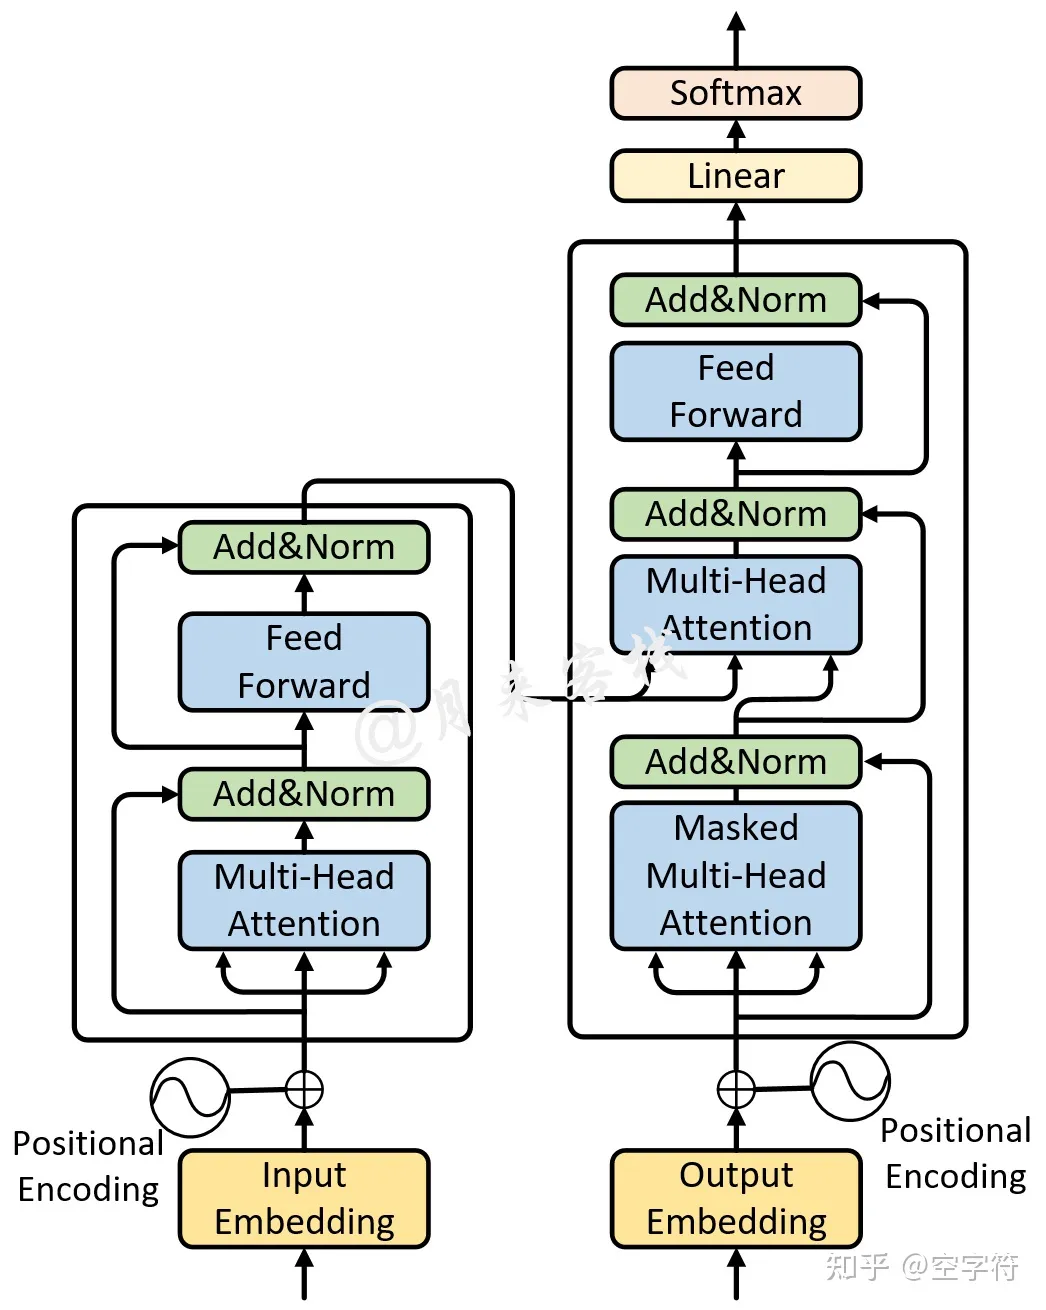 Softmax
Linear
Add&Norm
Feed
Forward
Add&Norm
Multi-Head
Attention
Add&Norm
Masked
Multi-Head
Attention
Add&Norm
Feed
Forward
Add&Norm
Multi-Head
Attention
@月来客栈
Positional
Encoding
Input
Embedding
Output
Embedding
Positional
Encoding
知乎 @空字符